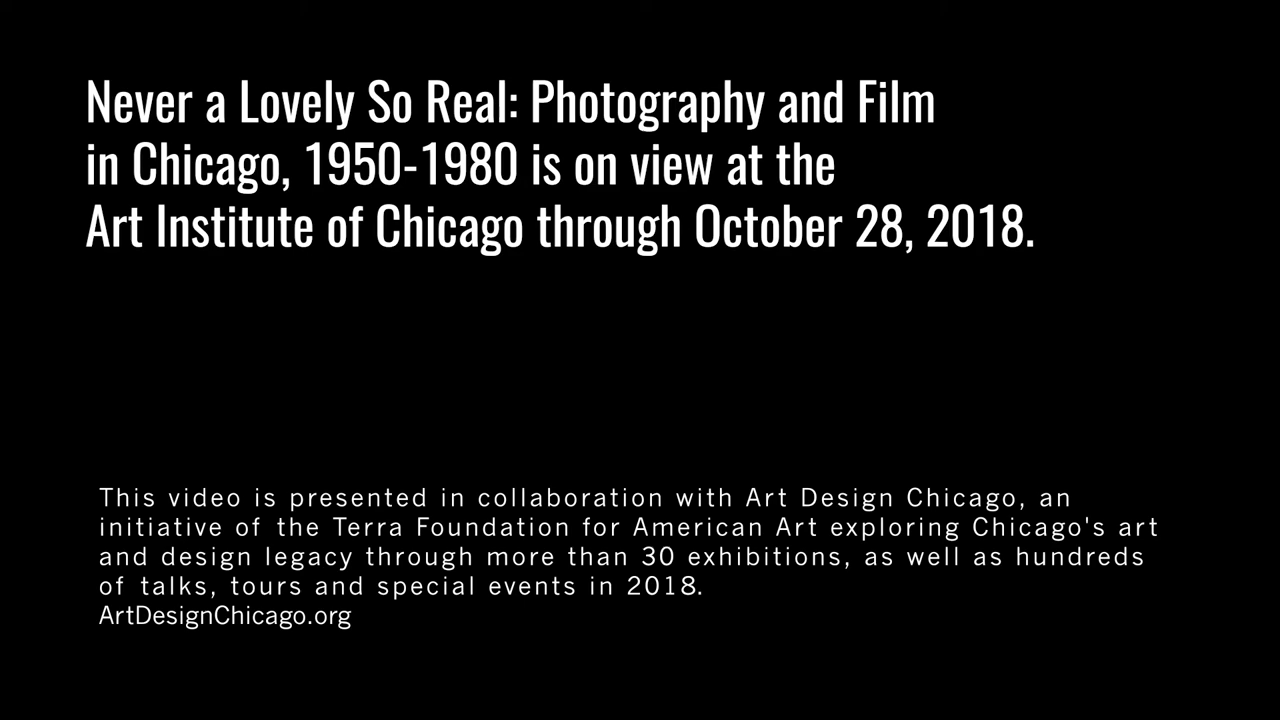 Never a Lovely So Real: Photography and Film
in Chicago, 1950-1980 is on view at the
Art Institute of Chicago through October 28, 2018.
This video is presented in collaboration with Art Design Chicago, an
initiative of the Terra Foundation for American Art exploring Chicago's art
and design legacy through more than 30 exhibitions, as well as hundreds
of talks, tours and special events in 2018.
ArtDesignChicago.org